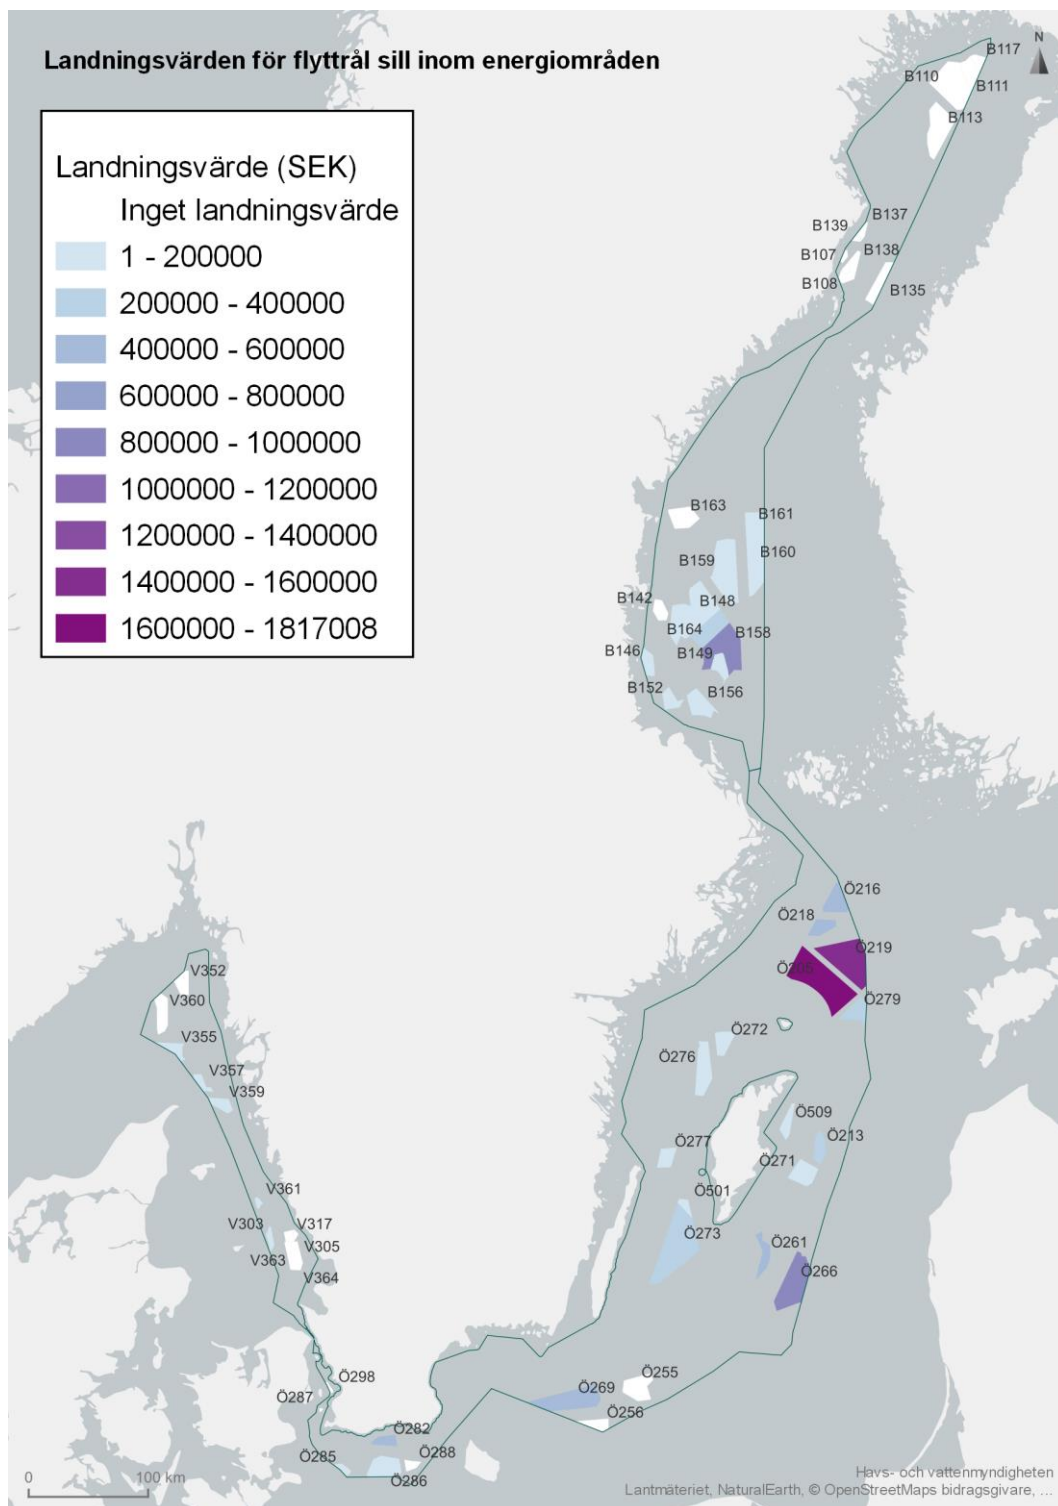 Landningsvärden för flyttrål sill inom energiområden
Landningsvärde (SEK)
Inget landningsvärde
1 - 200000
200000 - 400000
400000 - 600000
600000 - 800000
800000 - 1000000
1000000 - 1200000
1200000 - 1400000
1400000 - 1600000
1600000 - 1817008
N
B117
B110
B111
B113
B137
B139
B138
B107
B108
B135
B163
B161
B160
B159
B142
B148
B164
B158
B146
B149
B152
B156
Ö216
Ö218
Ö219
Ö205
Ö279
V352
V360
V355
V357
V359
Ö272
Ö276
Ö509
Ö213
Ö277
Ö271
Ö501
Ö273
Ö261
Ö266
V361
V303
V317
V305
V363
V364
Ö298
Ö287
Ö255
Ö269
Ö256
Ö282
Ö285
Ö288
Ö286
0 100 km
Havs- och vattenmyndigheten
Lantmäteriet, NaturalEarth, © OpenStreetMaps bidragsgivare, ...